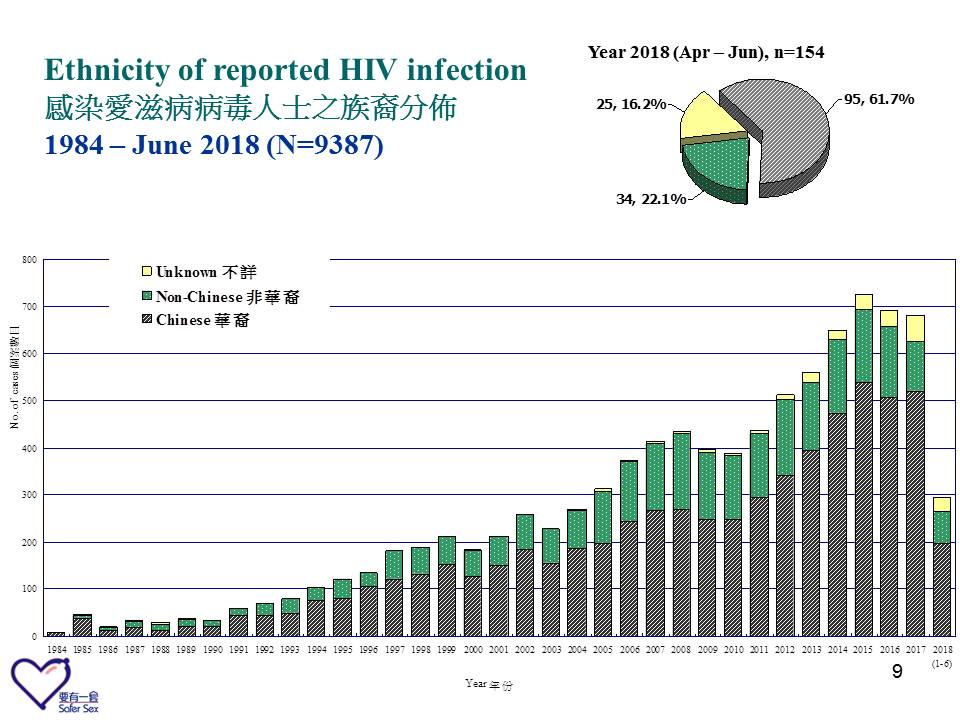 Ethnicity of reported HIV infection
感染愛滋病病毒人士之族裔分佈
1984 – June 2018 (N=9387)
Year 2018 (Apr – Jun), n=154
25, 16.2%
95, 61.7%
34, 22.1%
Unknown 不詳
Non-Chinese 非華裔
Chinese 華裔
No. of cases 個案數目
800
700
600
500
400
300
200
100
0
1984 1985 1986 1987 1988 1989 1990 1991 1992 1993 1994 1995 1996 1997 1998 1999 2000 2001 2002 2003 2004 2005 2006 2007 2008 2009 2010 2011 2012 2013 2014 2015 2016 2017 2018
(1-6)
Year 年份
9
要有一套
Safer Sex